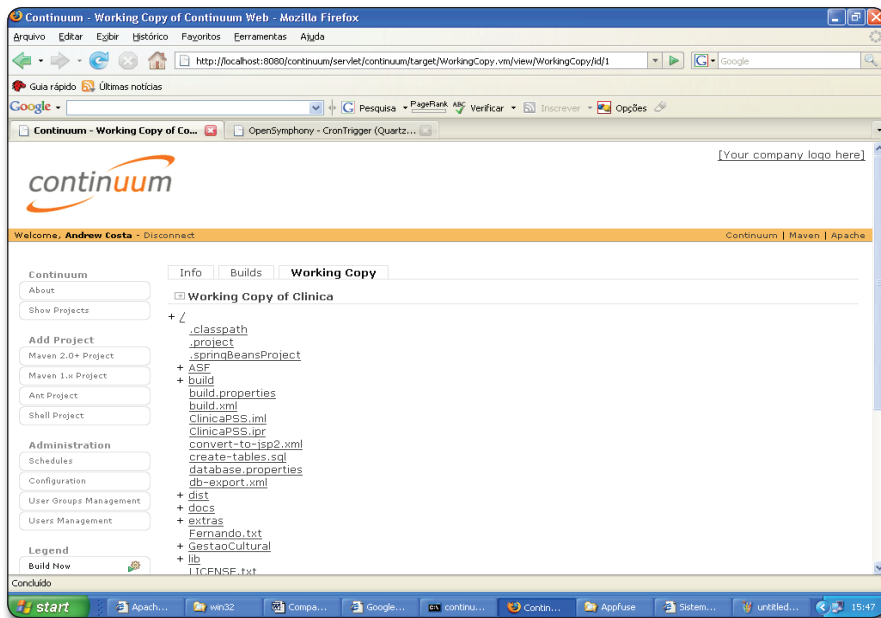 Continuum - Working Copy of Continuum Web - Mozilla Firefox
Arquivo Editar Exibir Histórico Favoritos Ferramentas Ajuda
http://localhost:8080/continuum/servlet/continuum/target/WorkingCopy.vm/view/WorkingCopy/id/1
G Google
Guia rápido Últimas notícias
Google G Pesquisa PageRank ABC Verificar Inscrever Opções
Continuum - Working Copy of Co... OpenSymphony - CronTrigger (Quartz...
[Your company logo here]
continuum
Welcome, Andrew Costa - Disconnect Continuum | Maven | Apache
Continuum
About
Show Projects
Add Project
Maven 2.0+ Project
Maven 1.x Project
Ant Project
Shell Project
Administration
Schedules
Configuration
User Groups Management
Users Management
Legend
Build Now
Info Builds Working Copy
Working Copy of Clinica
+ /
.classpath
.project
.springBeansProject
+ ASF
+ build
build.properties
build.xml
ClinicaPSS.iml
ClinicaPSS.ipr
convert-to-jsp2.xml
create-tables.sql
database.properties
db-export.xml
+ dist
+ docs
+ extras
Fernando.txt
+ GestaoCultural
+ lib
LICENSE.txt
Concluído
start Apach... win32 Compa... Google... continu... Contin... Appfuse Sistem... untitled... 15:47